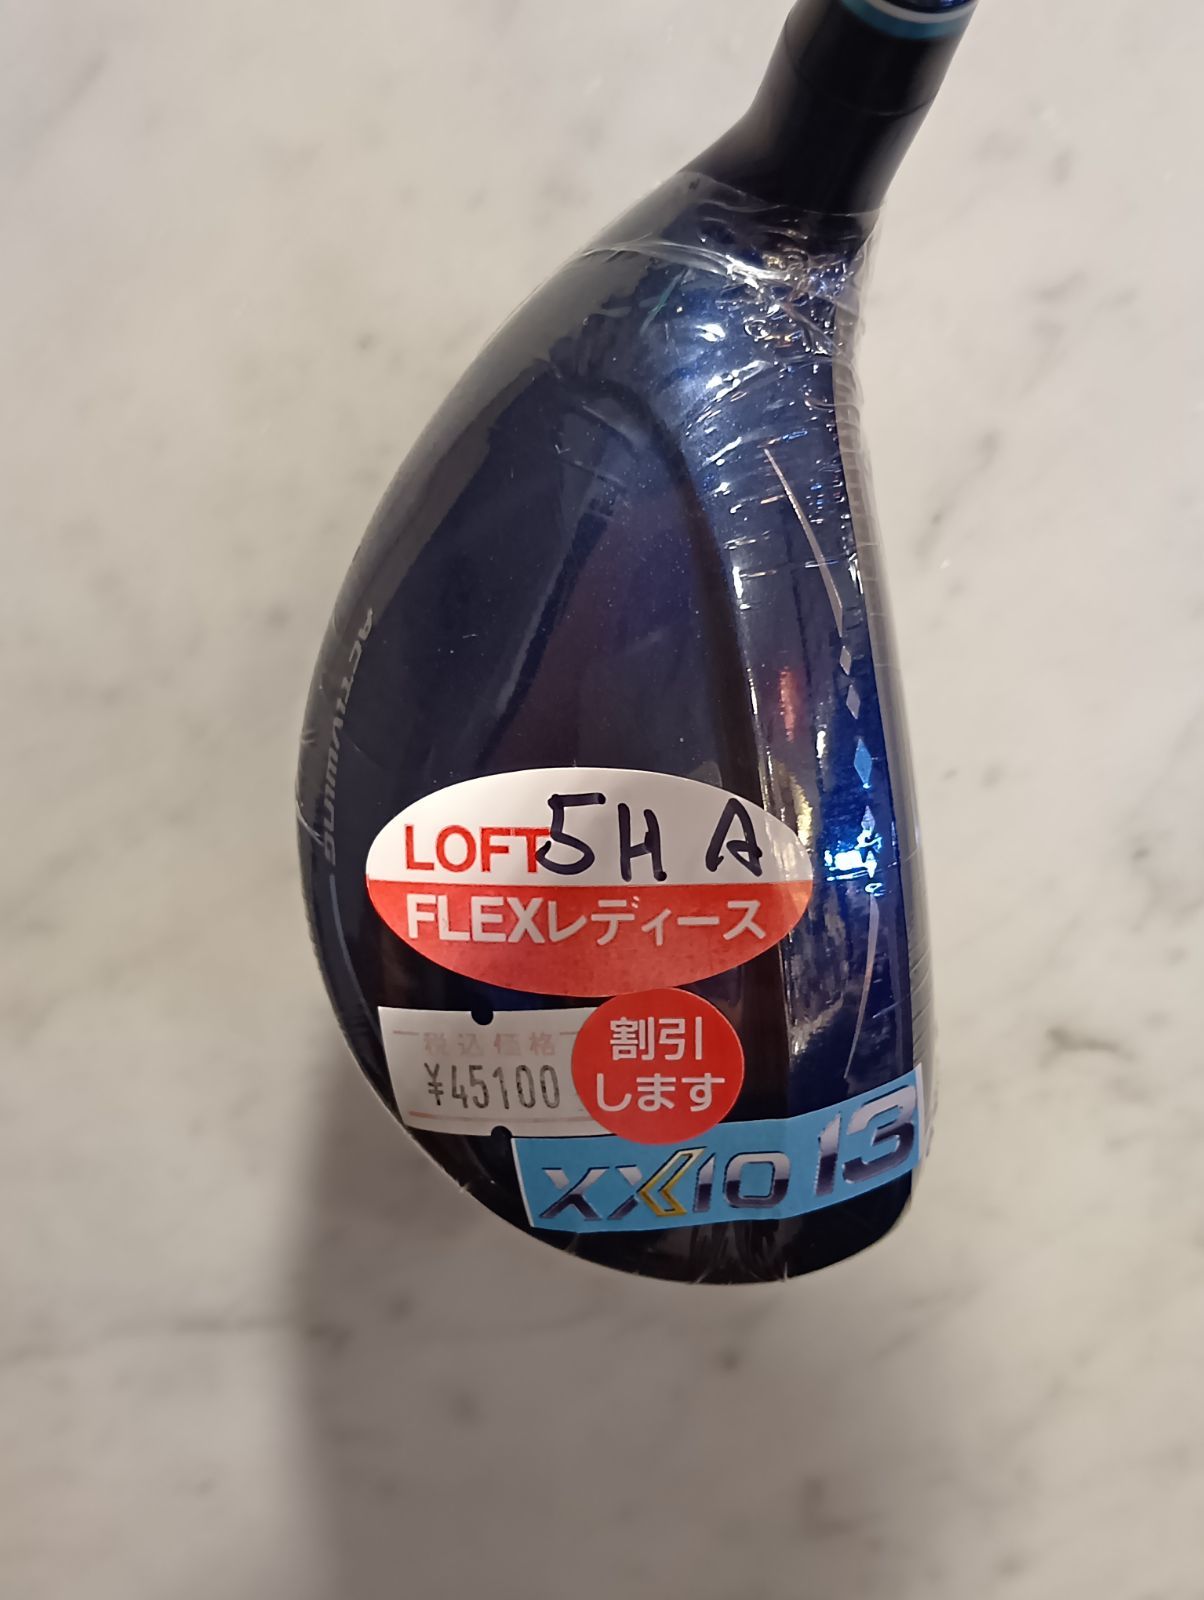 ACTIVWING
LOFT 5H A
FLEXレディース
税込価格
¥45100
割引
します
XXIO 13